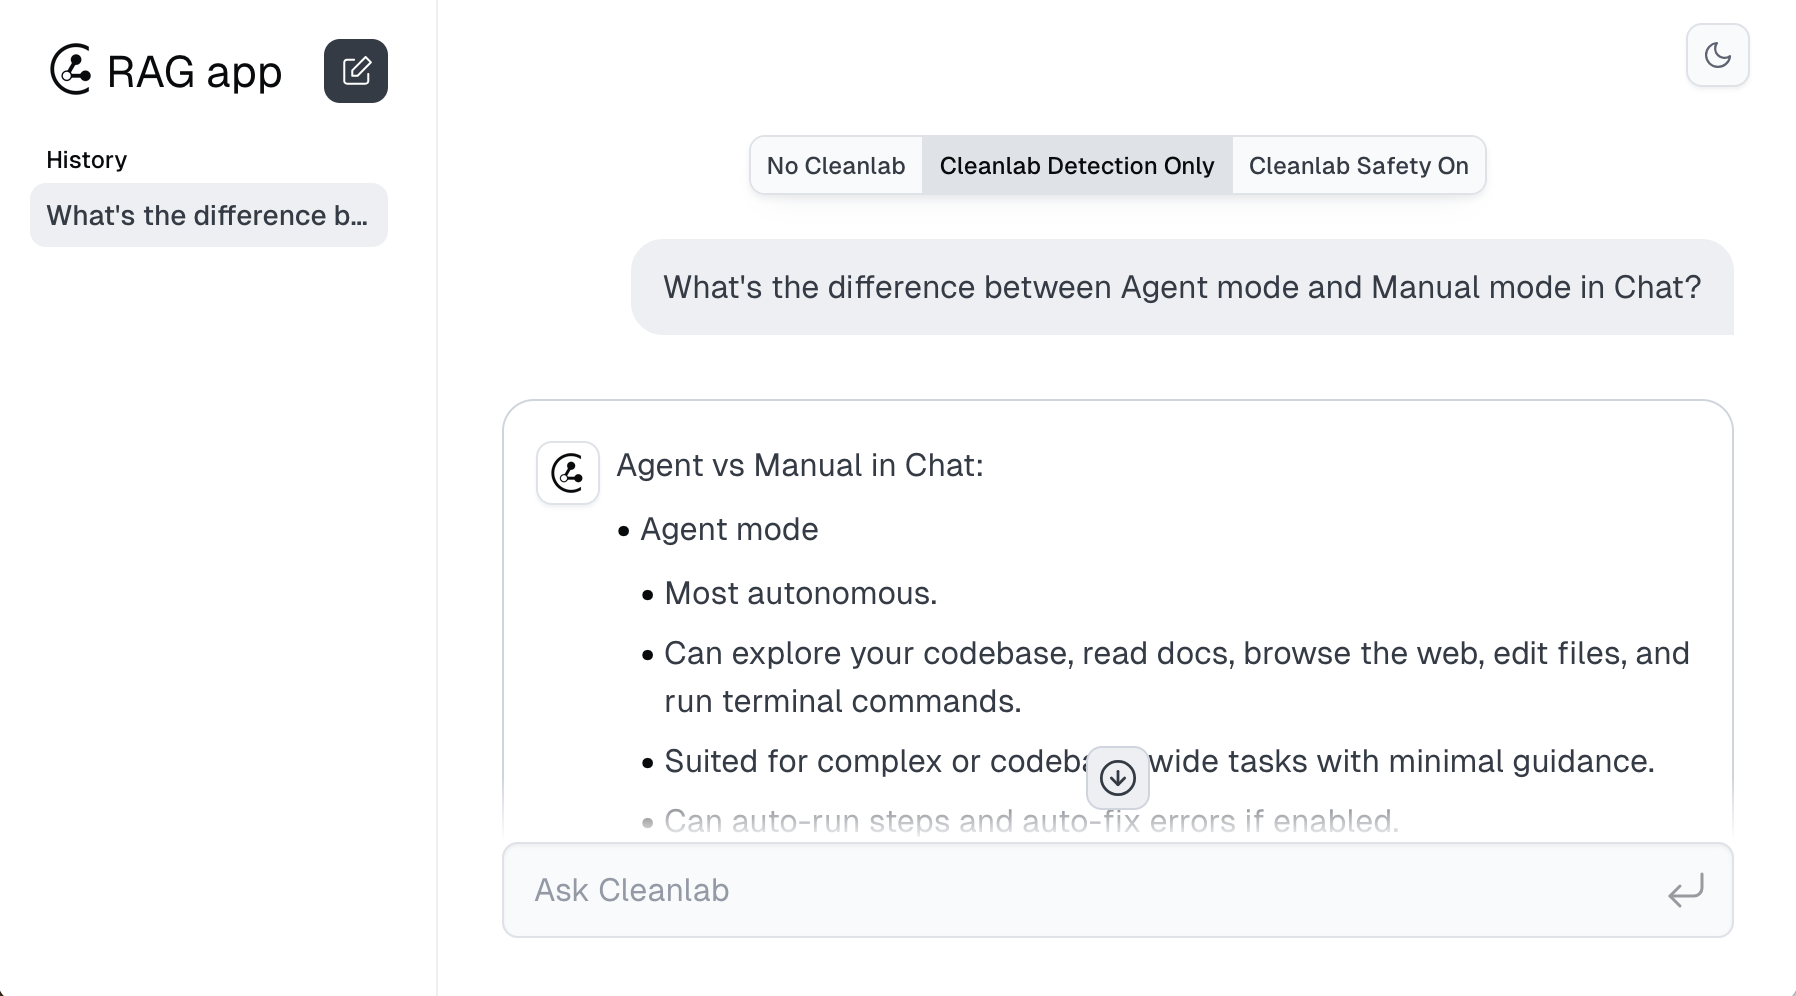 RAG app
History
What's the difference b...
No Cleanlab
Cleanlab Detection Only
Cleanlab Safety On
What's the difference between Agent mode and Manual mode in Chat?
Agent vs Manual in Chat:
• Agent mode
• Most autonomous.
• Can explore your codebase, read docs, browse the web, edit files, and
run terminal commands.
• Suited for complex or wide tasks with minimal guidance.
• Can auto-run steps and auto-fix errors if enabled.
Ask Cleanlab